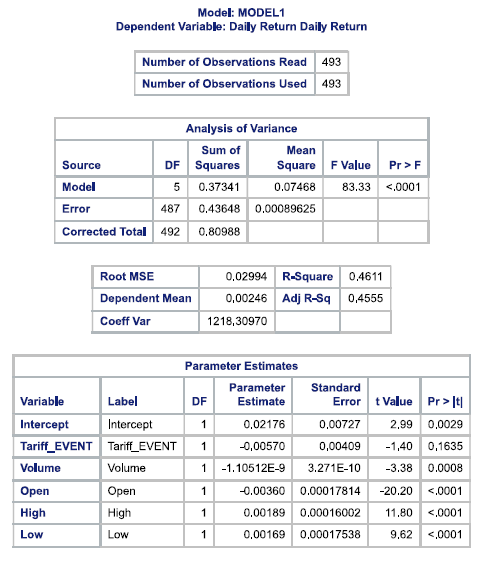 Model: MODEL1
Dependent Variable: Daily Return Daily Return
Number of Observations Read 493
Number of Observations Used 493
Analysis of Variance
Source DF Sum of Squares Mean Square F Value Pr > F
Model 5 0.37341 0.07468 83.33 <.0001
Error 487 0.43648 0.00089625
Corrected Total 492 0.80988
Root MSE 0,02994 R-Square 0,4611
Dependent Mean 0,00246 Adj R-Sq 0,4555
Coeff Var 1218,30970
Parameter Estimates
Variable Label DF Parameter Estimate Standard Error t Value Pr > |t|
Intercept Intercept 1 0,02176 0,00727 2,99 0,0029
Tariff_EVENT Tariff_EVENT 1 -0,00570 0,00409 -1,40 0,1635
Volume Volume 1 -1.10512E-9 3.271E-10 -3.38 0.0008
Open Open 1 -0.00360 0.00017814 -20.20 <.0001
High High 1 0.00189 0.00016002 11.80 <.0001
Low Low 1 0.00169 0.00017538 9.62 <.0001